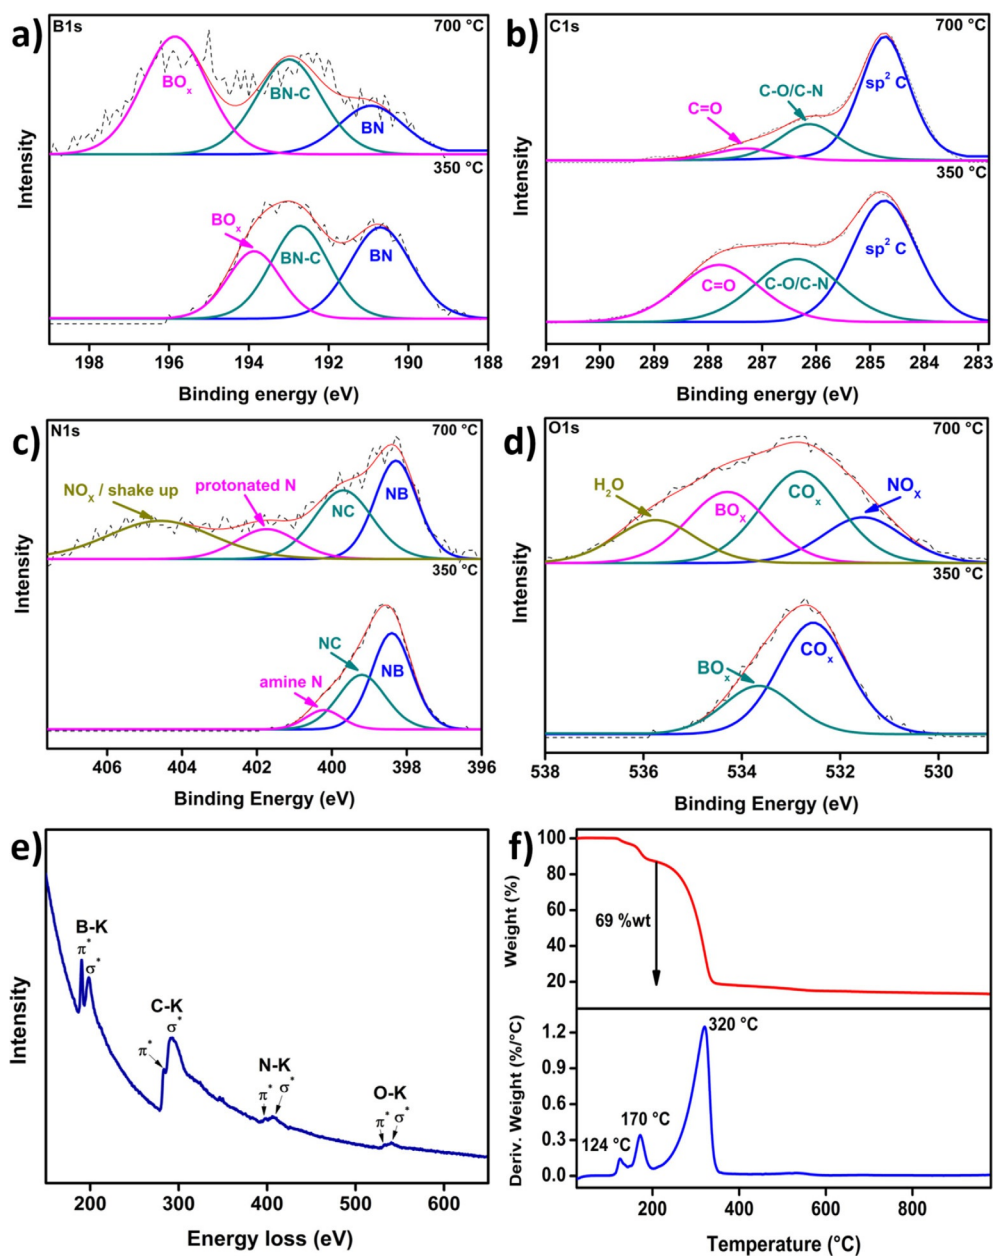 a)
B1s
700 °C
BOₓ
BN-C
BN
350 °C
BOₓ
BN-C
BN
Intensity
198 196 194 192 190 188
Binding energy (eV)
b)
C1s
700 °C
C=O
C-O/C-N
sp² C
350 °C
C=O
C-O/C-N
sp² C
Intensity
291 290 289 288 287 286 285 284 283 282
Binding energy (eV)
c)
N1s
700 °C
NOₓ / shake up
protonated N
NC
NB
350 °C
NC
amine N
NB
Intensity
406 404 402 400 398 396
Binding Energy (eV)
d)
O1s
700 °C
H₂O
BOₓ
COₓ
NOₓ
350 °C
BOₓ
COₓ
Intensity
538 536 534 532 530
Binding Energy (eV)
e)
B-K
π* σ*
C-K
π* σ*
N-K
π* σ*
O-K
π* σ*
Intensity
200 300 400 500 600
Energy loss (eV)
f)
100
80
60
40
20
Weight (%)
69 %wt
1.2
0.9
0.6
0.3
0.0
Deriv. Weight (%/°C)
124 °C
170 °C
320 °C
0 200 400 600 800
Temperature (°C)